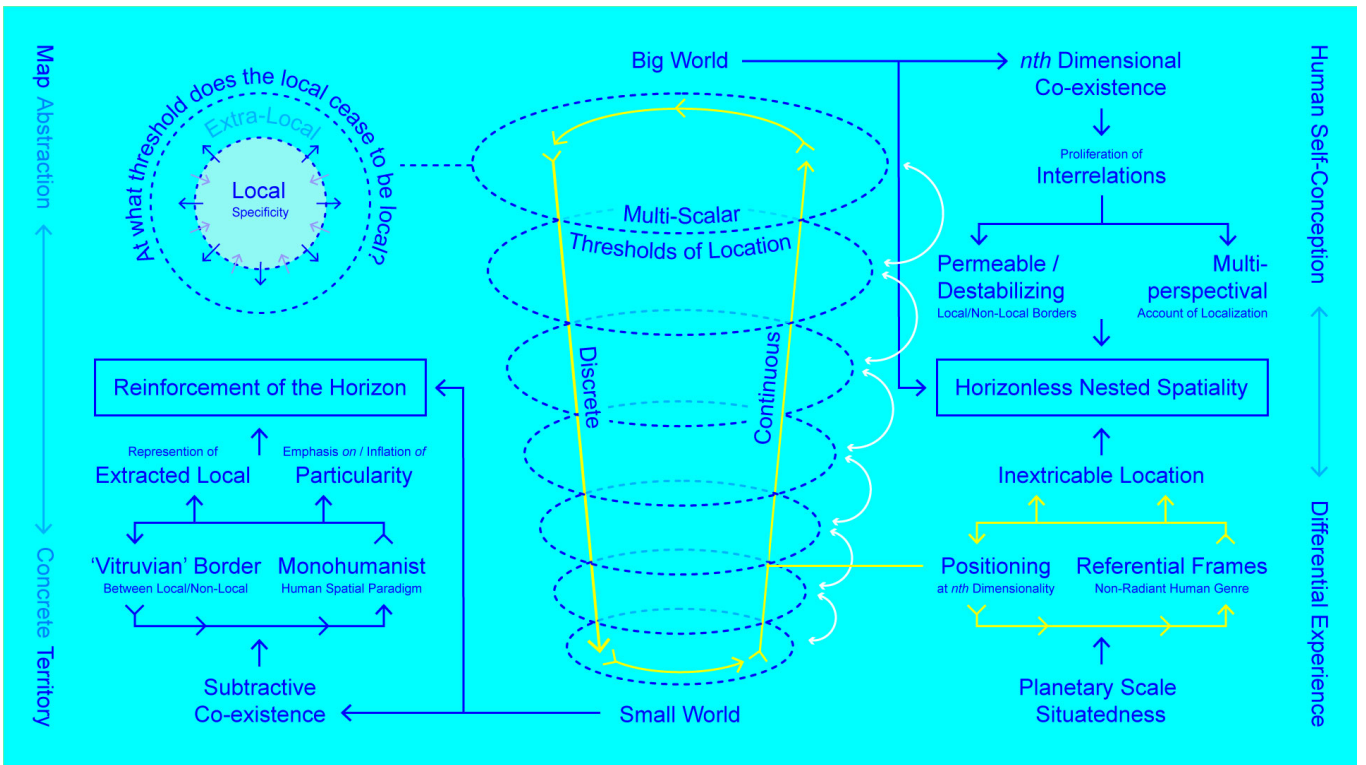 Map Abstraction
Concrete Territory
At what threshold does the local cease to be local?
Extra-Local
Local
Specificity
Big World
Multi-Scalar
Thresholds of Location
Discrete
Continuous
Small World
Reinforcement of the Horizon
Represention of
Extracted Local
Emphasis on / Inflation of
Particularity
‘Vitruvian’ Border
Between Local/Non-Local
Monohumanist
Human Spatial Paradigm
Subtractive
Co-existence
nth Dimensional
Co-existence
Proliferation of
Interrelations
Permeable /
Destabilizing
Local/Non-Local Borders
Multi-
perspectival
Account of Localization
Horizonless Nested Spatiality
Inextricable Location
Positioning
at nth Dimensionality
Referential Frames
Non-Radiant Human Genre
Planetary Scale
Situatedness
Human Self-Conception
Differential Experience